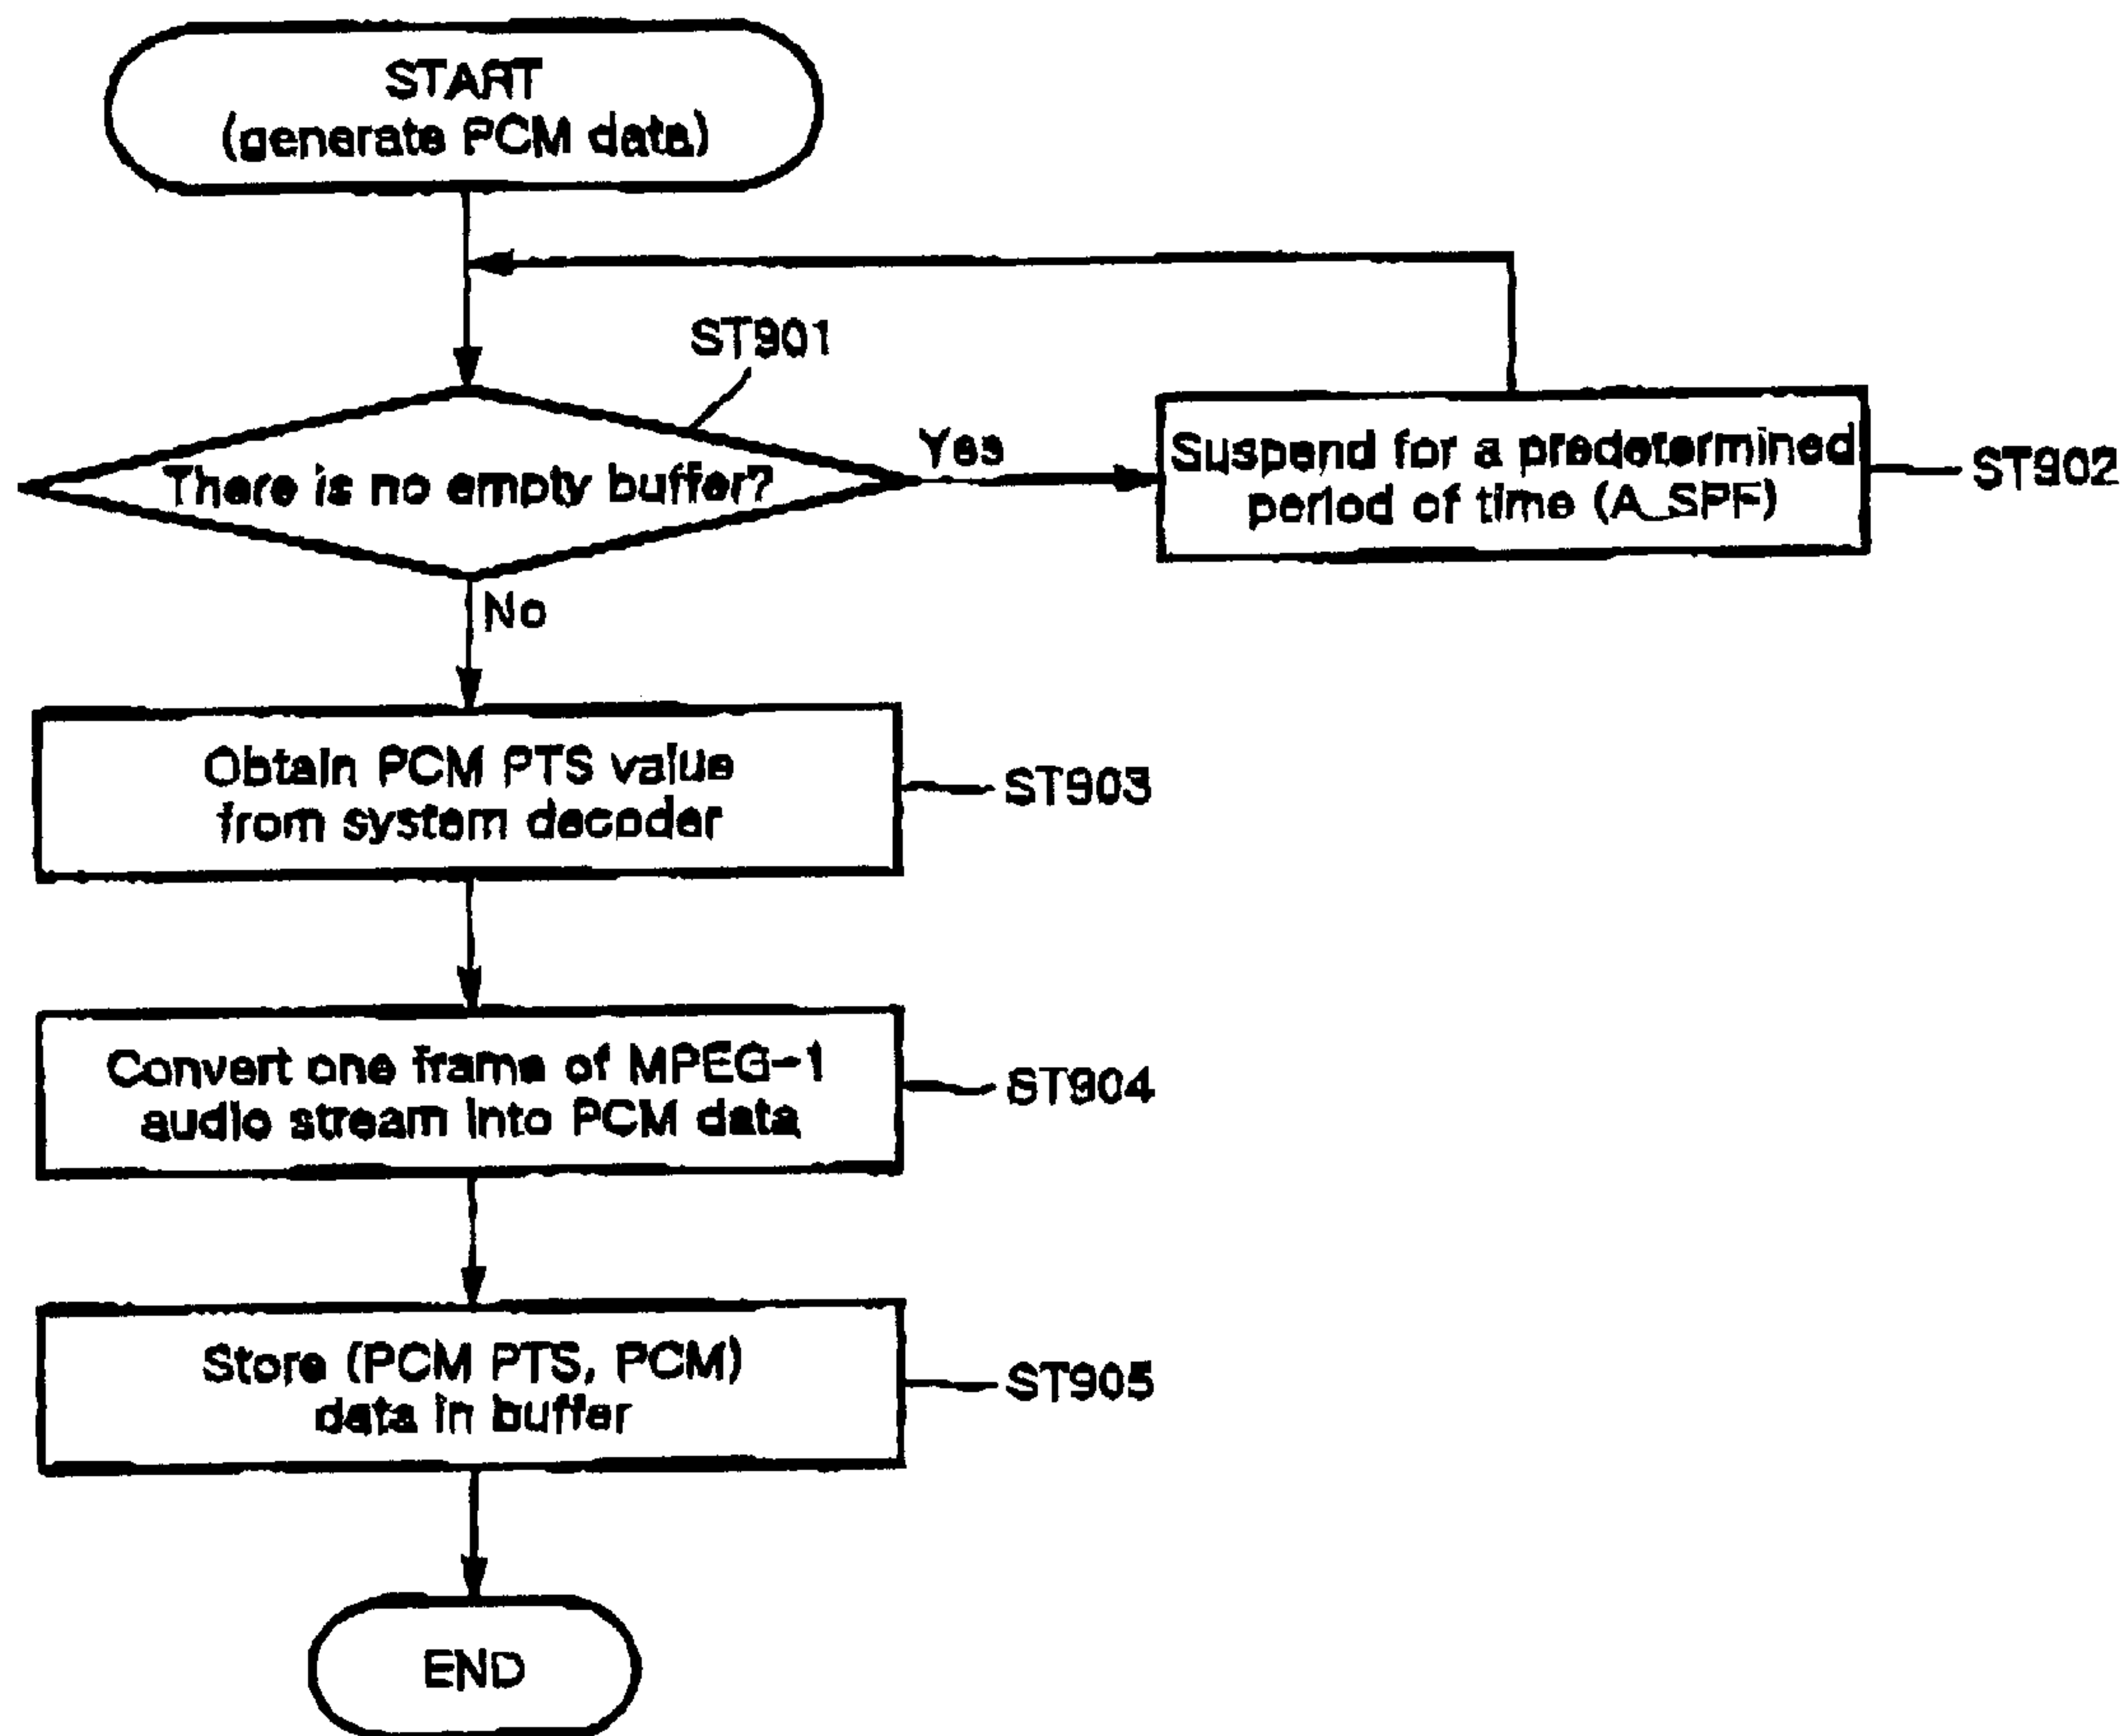 START
(generate PCM data)
ST901
There is no empty buffer?
Yes
Suspend for a predetermined
period of time (A_SPF)
ST902
No
Obtain PCM PTS value
from system decoder
ST903
Convert one frame of MPEG-1
audio stream into PCM data
ST904
Store (PCM PTS, PCM)
data in buffer
ST905
END